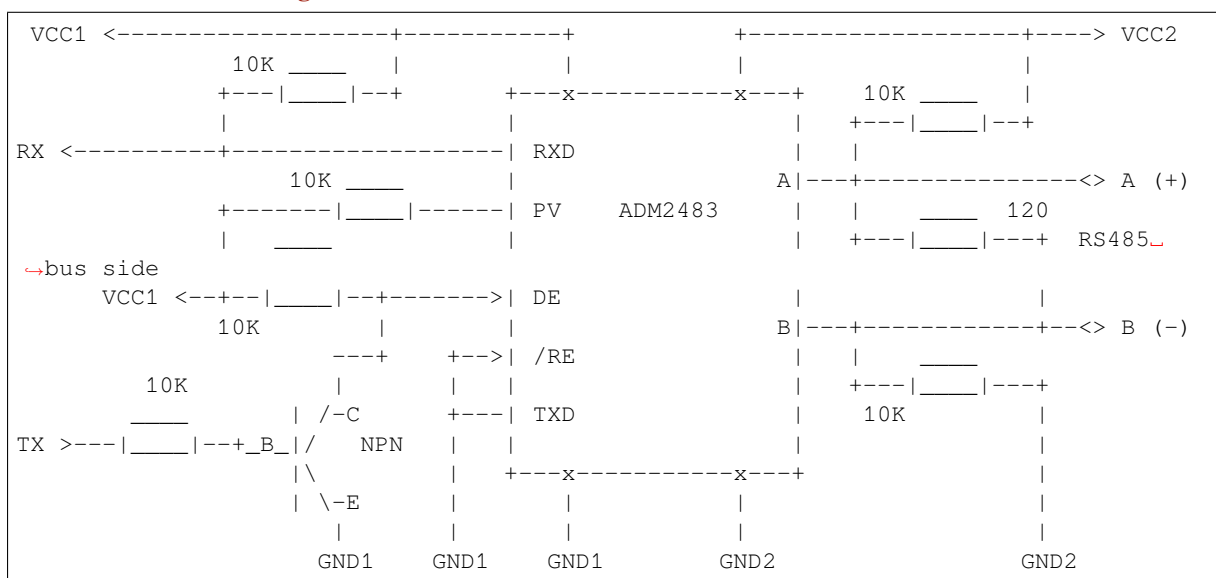 VCC1 <-------------------+-----------+                  +-------------------+----> VCC2
              10K ____   |           |                  |                   |
              +---|____|--+       +---x-----------x---+     10K ____    |
              |                   |                   |    +---|____|--+
RX <----------+-------------------| RXD               |    |
                   10K ____       |                  A|---+---------------<> A (+)
              +-------|____|------| PV      ADM2483   |    |    ____   120
              |   ____            |                   |    +---|____|---+  RS485␣
↪bus side
      VCC1 <--+--|____|--+------->| DE                |                |
              10K        |        |                  B|---+------------+--<> B (-)
                      ---+    +-->| /RE               |    |    ____
         10K          |       |   |                   |    +---|____|---+
        ____       | /-C      +---| TXD               |     10K         |
TX >---|____|--+_B_|/    NPN  |   |                   |                 |
                   |\         |   +---x-----------x---+                 |
                   | \-E      |       |           |                     |
                      |       |       |           |                     |
                     GND1    GND1    GND1        GND2                  GND2